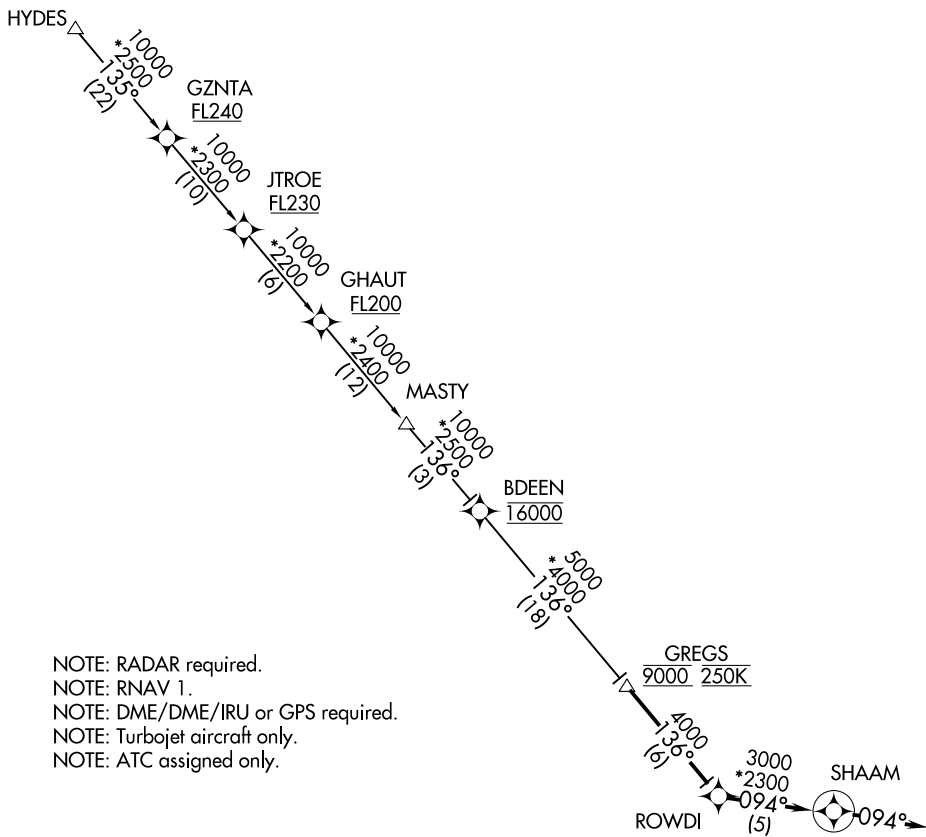 HYDES
10000
*2500
135°
(22)
GZNTA
FL240
10000
*2300
(10)
JTROE
FL230
10000
*2200
(6)
GHAUT
FL200
10000
*2400
(12)
MASTY
10000
*2500
136°
(3)
BDEEN
16000
5000
*4000
136°
(18)
GREGS
9000 250K
4000
136°
(6)
ROWDI
3000
*2300
094°
(5)
SHAAM
094°
NOTE: RADAR required.
NOTE: RNAV 1.
NOTE: DME/DME/IRU or GPS required.
NOTE: Turbojet aircraft only.
NOTE: ATC assigned only.